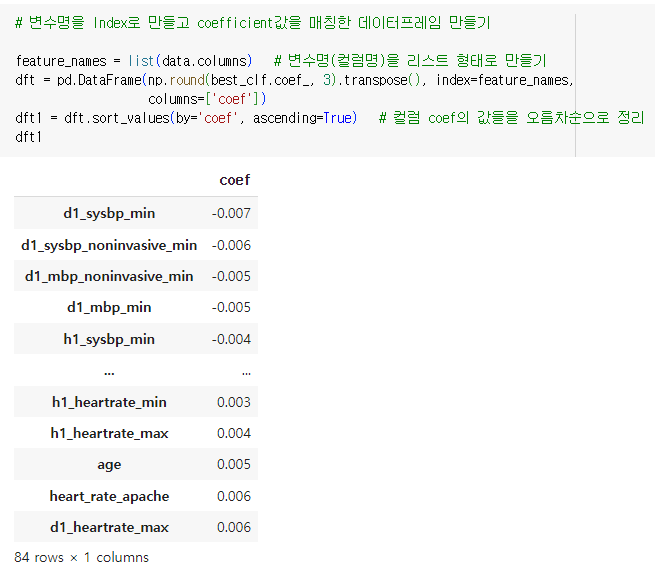 # 변수명을 Index로 만들고 coefficient값을 매칭한 데이터프레임 만들기
feature_names = list(data.columns) # 변수명(컬럼명)을 리스트 형태로 만들기
dft = pd.DataFrame(np.round(best_clf.coef_, 3).transpose(), index=feature_names,
columns=['coef'])
dft1 = dft.sort_values(by='coef', ascending=True) # 컬럼 coef의 값들을 오름차순으로 정리
dft1
coef
d1_sysbp_min -0.007
d1_sysbp_noninvasive_min -0.006
d1_mbp_noninvasive_min -0.005
d1_mbp_min -0.005
h1_sysbp_min -0.004
... ...
h1_heartrate_min 0.003
h1_heartrate_max 0.004
age 0.005
heart_rate_apache 0.006
d1_heartrate_max 0.006
84 rows × 1 columns